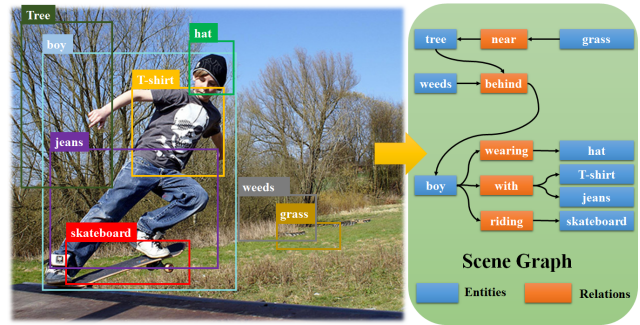 Tree
boy
hat
T-shirt
jeans
weeds
grass
skateboard
tree near grass
weeds behind
wearing hat
boy with T-shirt
jeans
riding skateboard
Scene Graph
Entities Relations